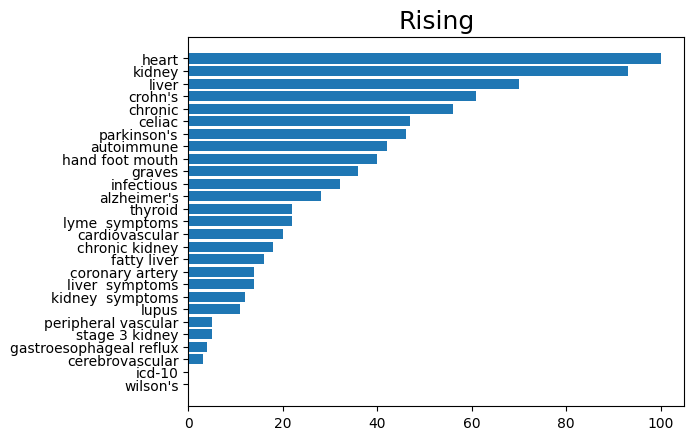 Rising
heart
kidney
liver
crohn's
chronic
celiac
parkinson's
autoimmune
hand foot mouth
graves
infectious
alzheimer's
thyroid
lyme  symptoms
cardiovascular
chronic kidney
fatty liver
coronary artery
liver  symptoms
kidney  symptoms
lupus
peripheral vascular
stage 3 kidney
gastroesophageal reflux
cerebrovascular
icd-10
wilson's
0 20 40 60 80 100